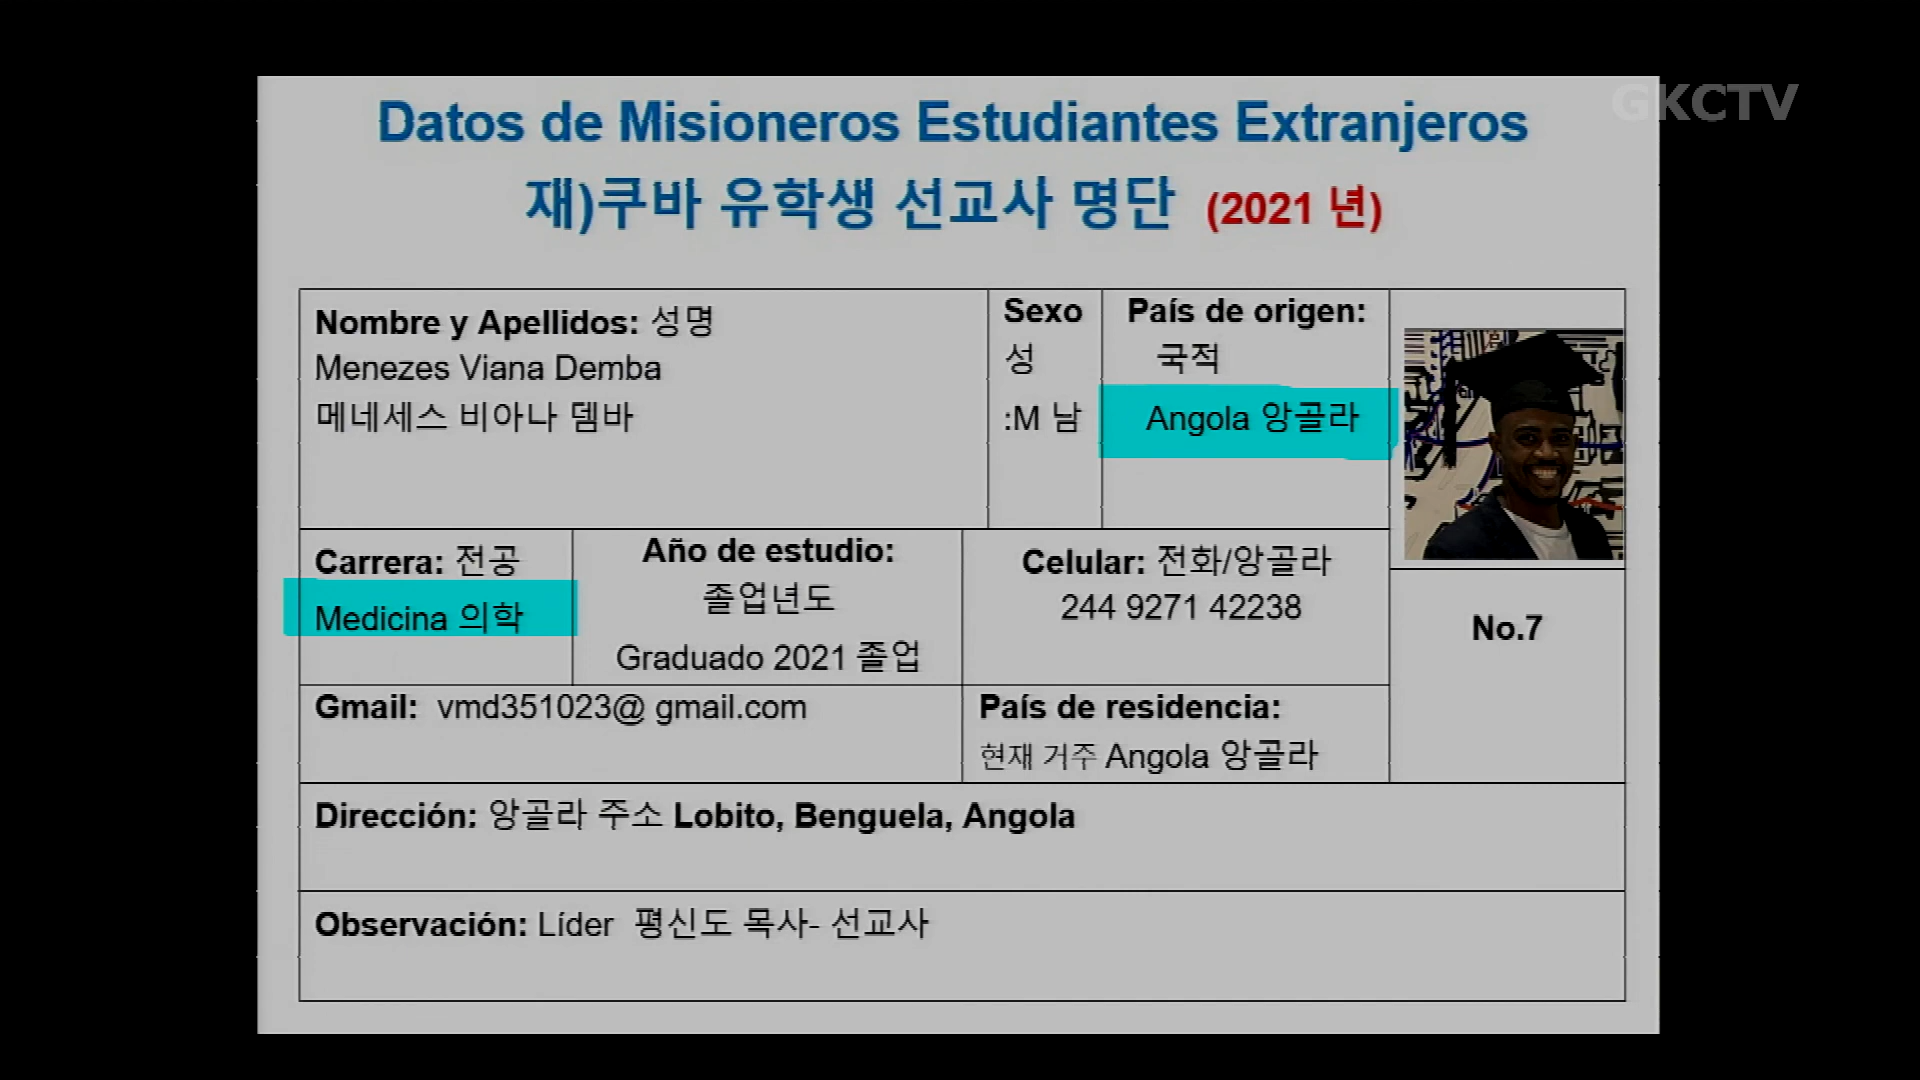 GKCTV
Datos de Misioneros Estudiantes Extranjeros
재)쿠바 유학생 선교사 명단 (2021 년)
Nombre y Apellidos: 성명
Menezes Viana Demba
메네세스 비아나 뎀바
Sexo
성
:M 남
País de origen:
국적
Angola 앙골라
Carrera: 전공
Medicina 의학
Año de estudio:
졸업년도
Graduado 2021 졸업
Celular: 전화/앙골라
244 9271 42238
No.7
Gmail: vmd351023@ gmail.com
País de residencia:
현재 거주 Angola 앙골라
Dirección: 앙골라 주소 Lobito, Benguela, Angola
Observación: Líder 평신도 목사- 선교사